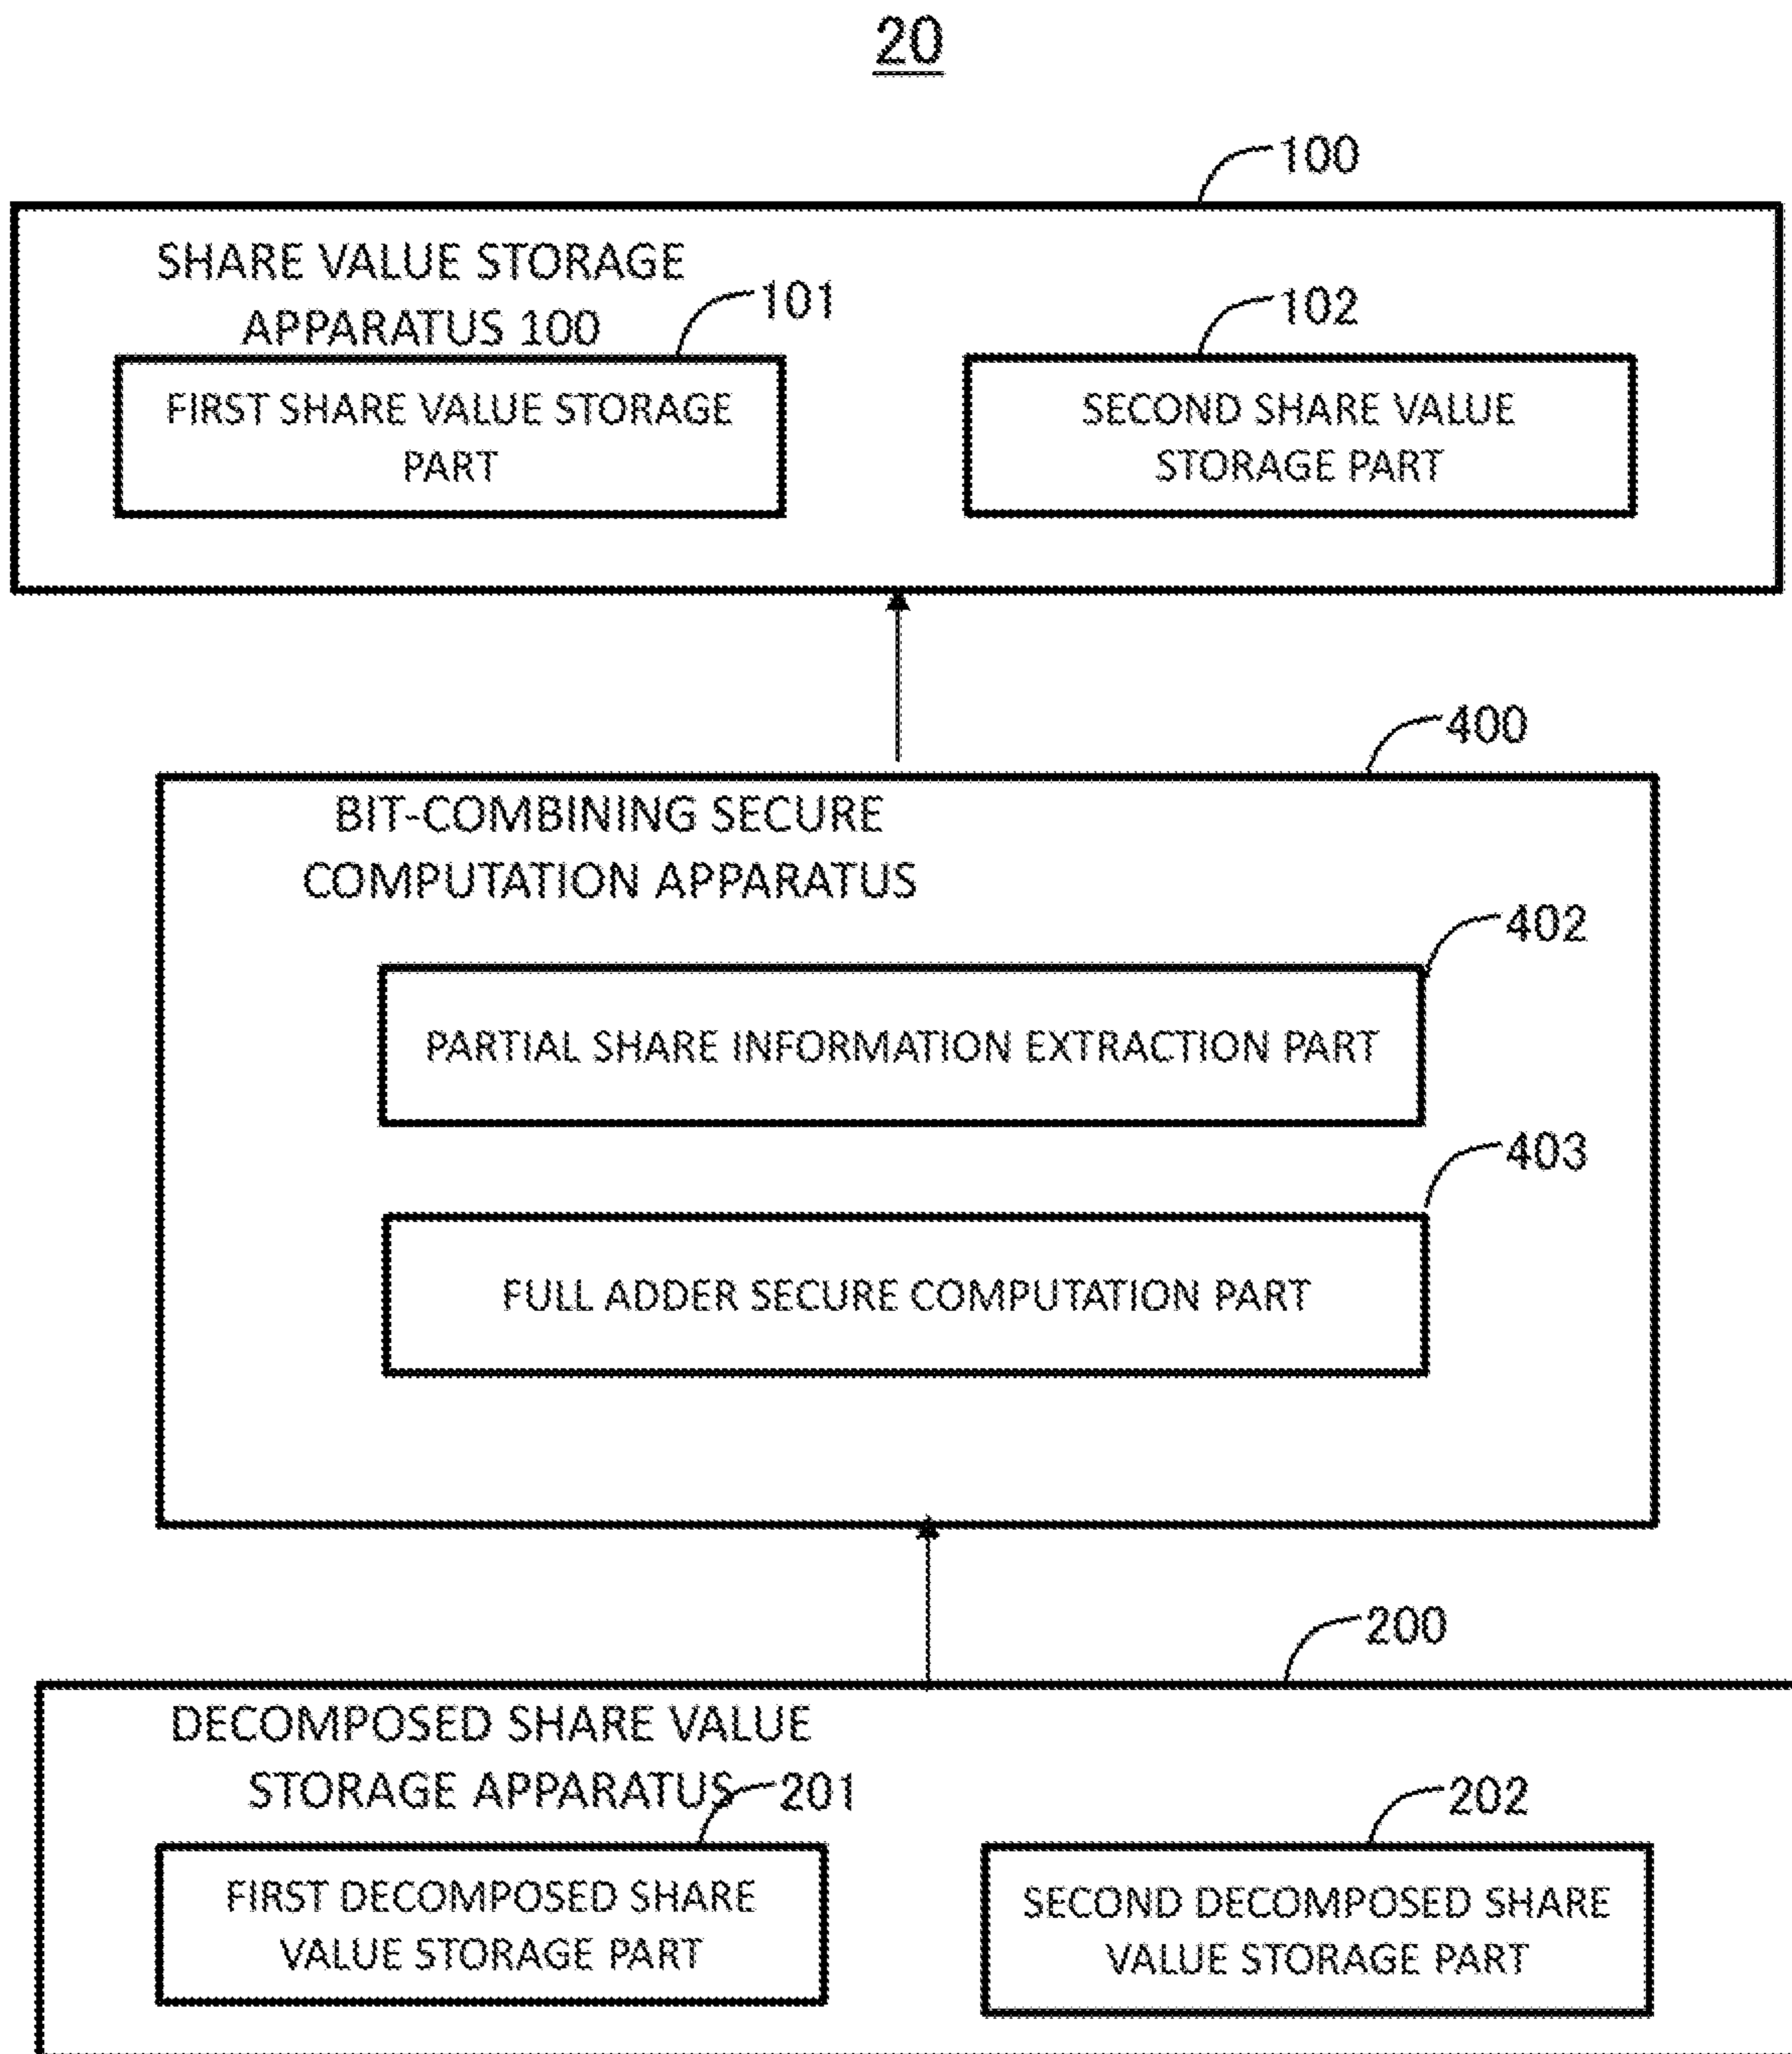 20
100
SHARE VALUE STORAGE
APPARATUS 100
101
102
FIRST SHARE VALUE STORAGE
PART
SECOND SHARE VALUE
STORAGE PART
400
BIT-COMBINING SECURE
COMPUTATION APPARATUS
402
PARTIAL SHARE INFORMATION EXTRACTION PART
403
FULL ADDER SECURE COMPUTATION PART
200
DECOMPOSED SHARE VALUE
STORAGE APPARATUS
201
202
FIRST DECOMPOSED SHARE
VALUE STORAGE PART
SECOND DECOMPOSED SHARE
VALUE STORAGE PART